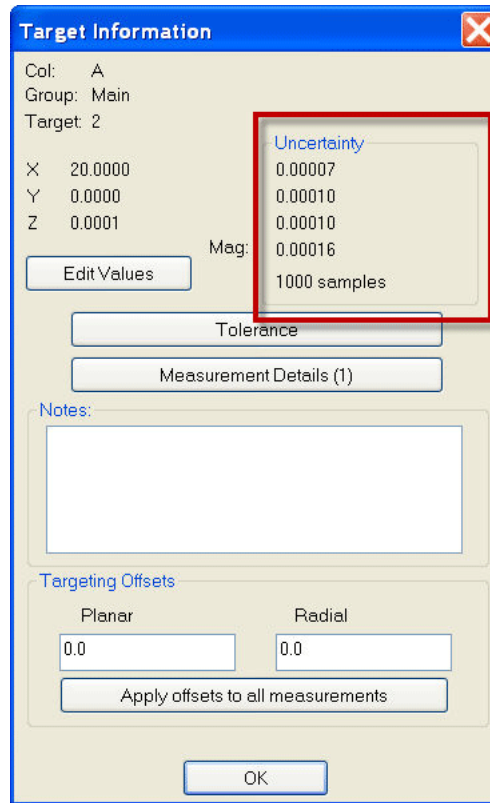 Target Information
Col: A
Group: Main
Target: 2
Uncertainty
X 20.0000 0.00007
Y 0.0000 0.00010
Z 0.0001 0.00010
Mag: 0.00016
Edit Values
1000 samples
Tolerance
Measurement Details (1)
Notes:
Targeting Offsets
Planar Radial
0.0 0.0
Apply offsets to all measurements
OK